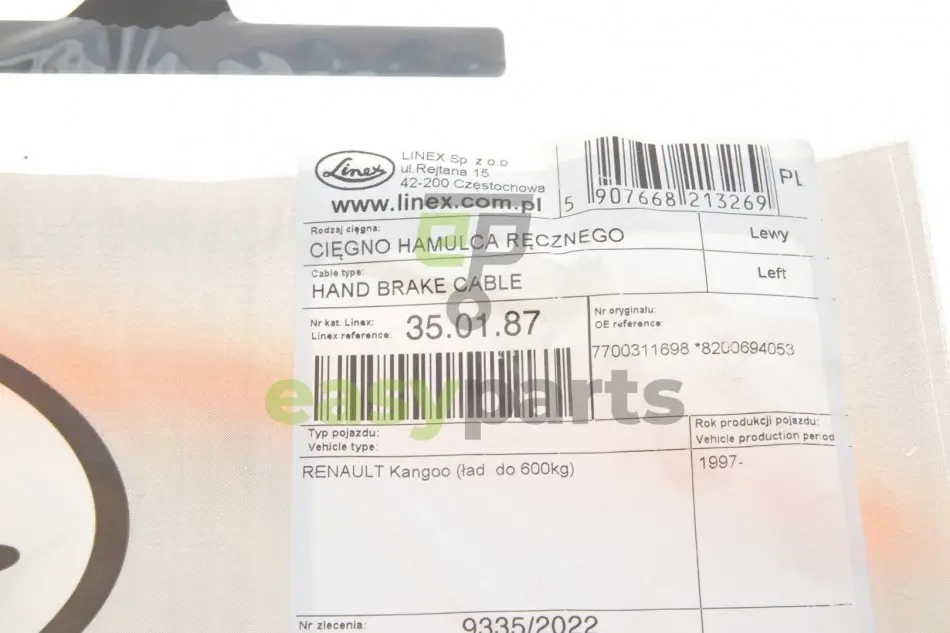 Linex
LINEX Sp. z o.o.
ul.Rejtana 15
42-200 Częstochowa
www.linex.com.pl
5 907668 213269
PL
Rodzaj cięgna:
CIĘGNO HAMULCA RĘCZNEGO
Lewy
Cable type:
HAND BRAKE CABLE
Left
Nr kat. Linex:
Linex reference:
35.01.87
Nr oryginału:
OE reference:
7700311698 *8200694053
easyparts
Typ pojazdu:
Vehicle type:
Rok produkcji pojazdu:
Vehicle production period
RENAULT Kangoo (ład do 600kg)
1997-
Nr zlecenia:
9335/2022